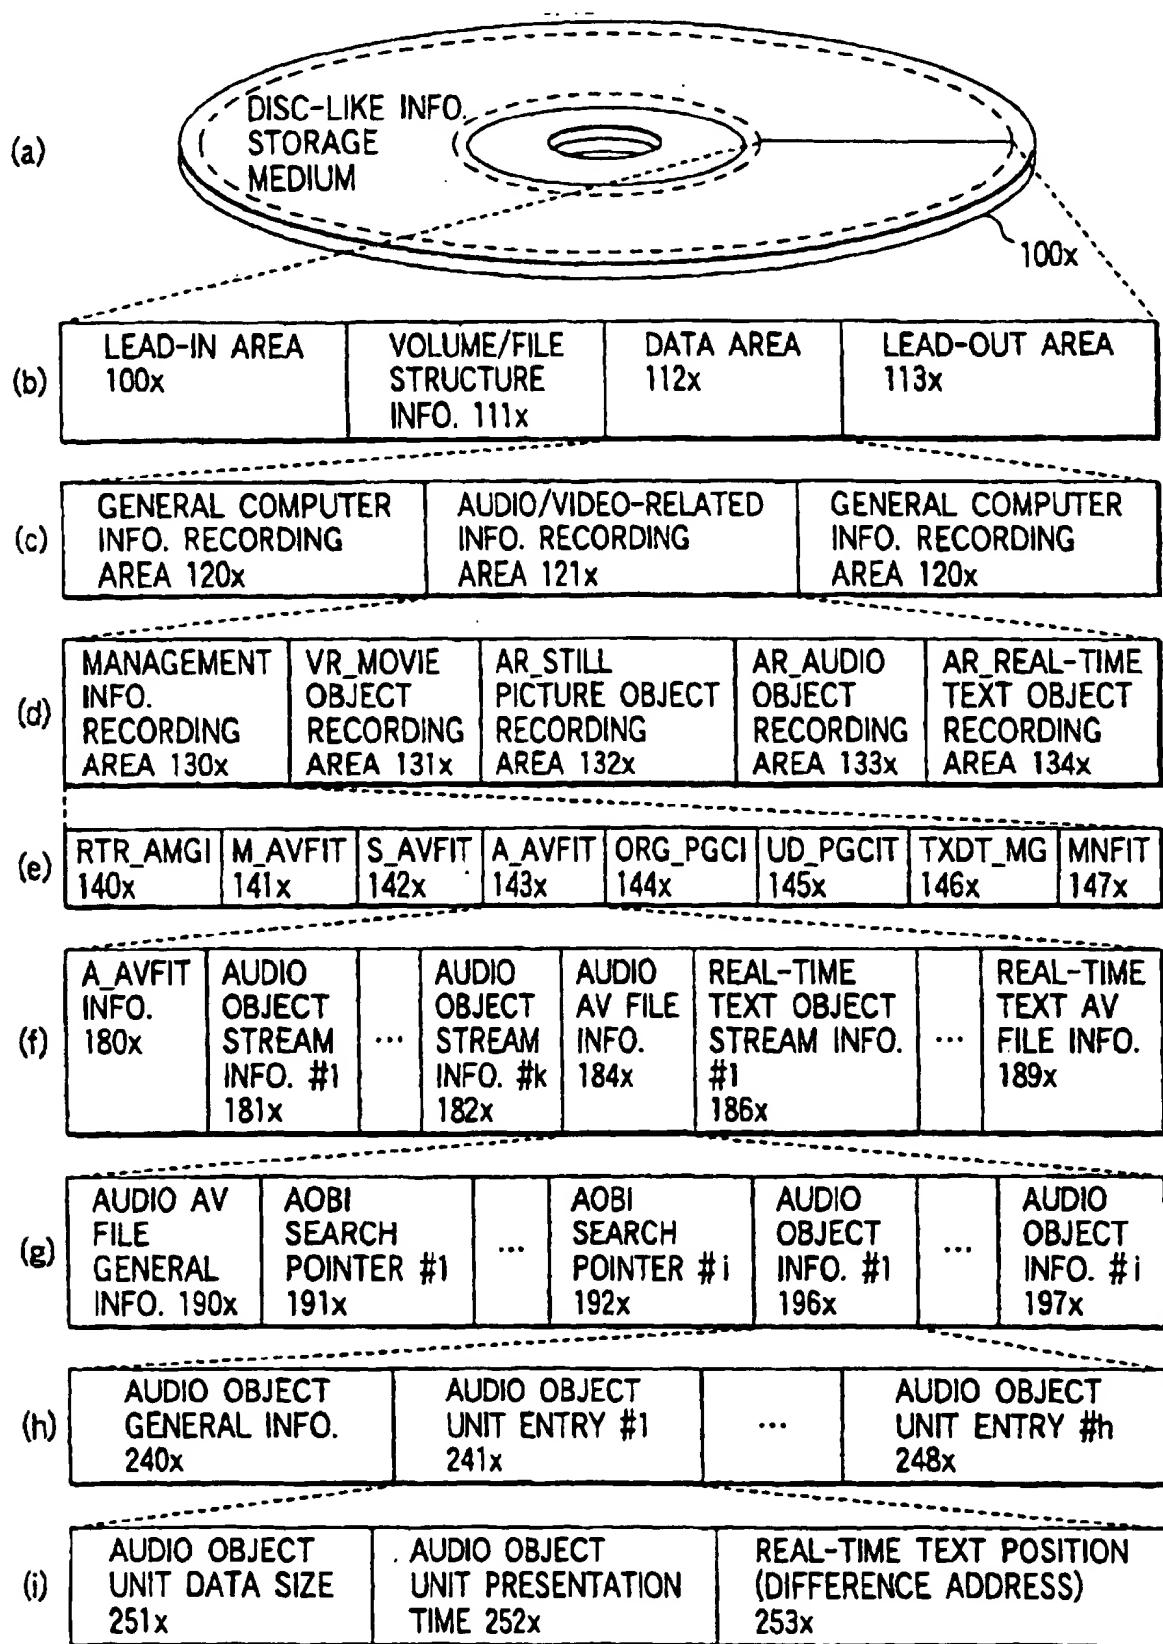 (a)
DISC-LIKE INFO.
STORAGE
MEDIUM
100x
(b)
LEAD-IN AREA
100x
VOLUME/FILE
STRUCTURE
INFO. 111x
DATA AREA
112x
LEAD-OUT AREA
113x
(c)
GENERAL COMPUTER
INFO. RECORDING
AREA 120x
AUDIO/VIDEO-RELATED
INFO. RECORDING
AREA 121x
GENERAL COMPUTER
INFO. RECORDING
AREA 120x
(d)
MANAGEMENT
INFO.
RECORDING
AREA 130x
VR_MOVIE
OBJECT
RECORDING
AREA 131x
AR_STILL
PICTURE OBJECT
RECORDING
AREA 132x
AR_AUDIO
OBJECT
RECORDING
AREA 133x
AR_REAL-TIME
TEXT OBJECT
RECORDING
AREA 134x
(e)
RTR_AMGI
140x
M_AVFIT
141x
S_AVFIT
142x
A_AVFIT
143x
ORG_PGCI
144x
UD_PGCIT
145x
TXDT_MG
146x
MNFIT
147x
(f)
A_AVFIT
INFO.
180x
AUDIO
OBJECT
STREAM
INFO. #1
181x
...
AUDIO
OBJECT
STREAM
INFO. #k
182x
AUDIO
AV FILE
INFO.
184x
REAL-TIME
TEXT OBJECT
STREAM INFO.
#1
186x
...
REAL-TIME
TEXT AV
FILE INFO.
189x
(g)
AUDIO AV
FILE
GENERAL
INFO. 190x
AOBI
SEARCH
POINTER #1
191x
...
AOBI
SEARCH
POINTER #i
192x
AUDIO
OBJECT
INFO. #1
196x
...
AUDIO
OBJECT
INFO. #i
197x
(h)
AUDIO OBJECT
GENERAL INFO.
240x
AUDIO OBJECT
UNIT ENTRY #1
241x
...
AUDIO OBJECT
UNIT ENTRY #h
248x
(i)
AUDIO OBJECT
UNIT DATA SIZE
251x
AUDIO OBJECT
UNIT PRESENTATION
TIME 252x
REAL-TIME TEXT POSITION
(DIFFERENCE ADDRESS)
253x